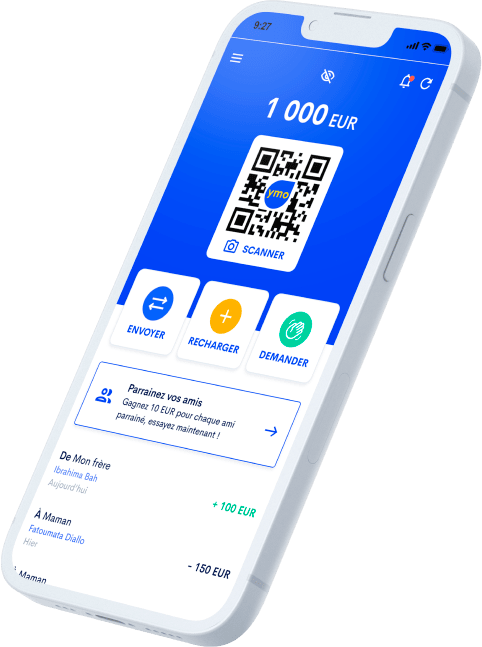 9:27
1 000 EUR
ymo
SCANNER
ENVOYER
RECHARGER
DEMANDER
Parrainez vos amis
Gagnez 10 EUR pour chaque ami
parrainé, essayez maintenant !
De Mon frère
Ibrahima Bah
Aujourd'hui
+ 100 EUR
À Maman
Fatoumata Diallo
Hier
- 150 EUR
À Maman